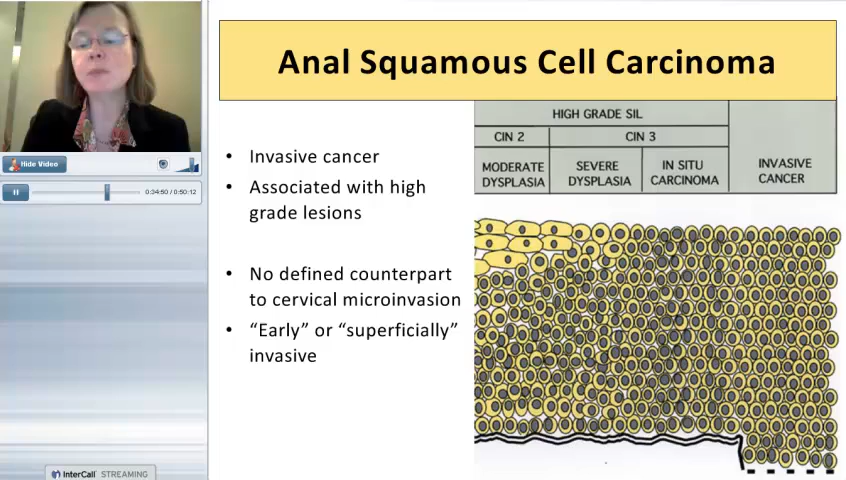 Anal Squamous Cell Carcinoma
Hide Video
0:34:50 / 0:50:12
• Invasive cancer
• Associated with high
grade lesions
• No defined counterpart
to cervical microinvasion
• “Early” or “superficially”
invasive
HIGH GRADE SIL
CIN 2
CIN 3
MODERATE
DYSPLASIA
SEVERE
DYSPLASIA
IN SITU
CARCINOMA
INVASIVE
CANCER
InterCall STREAMING